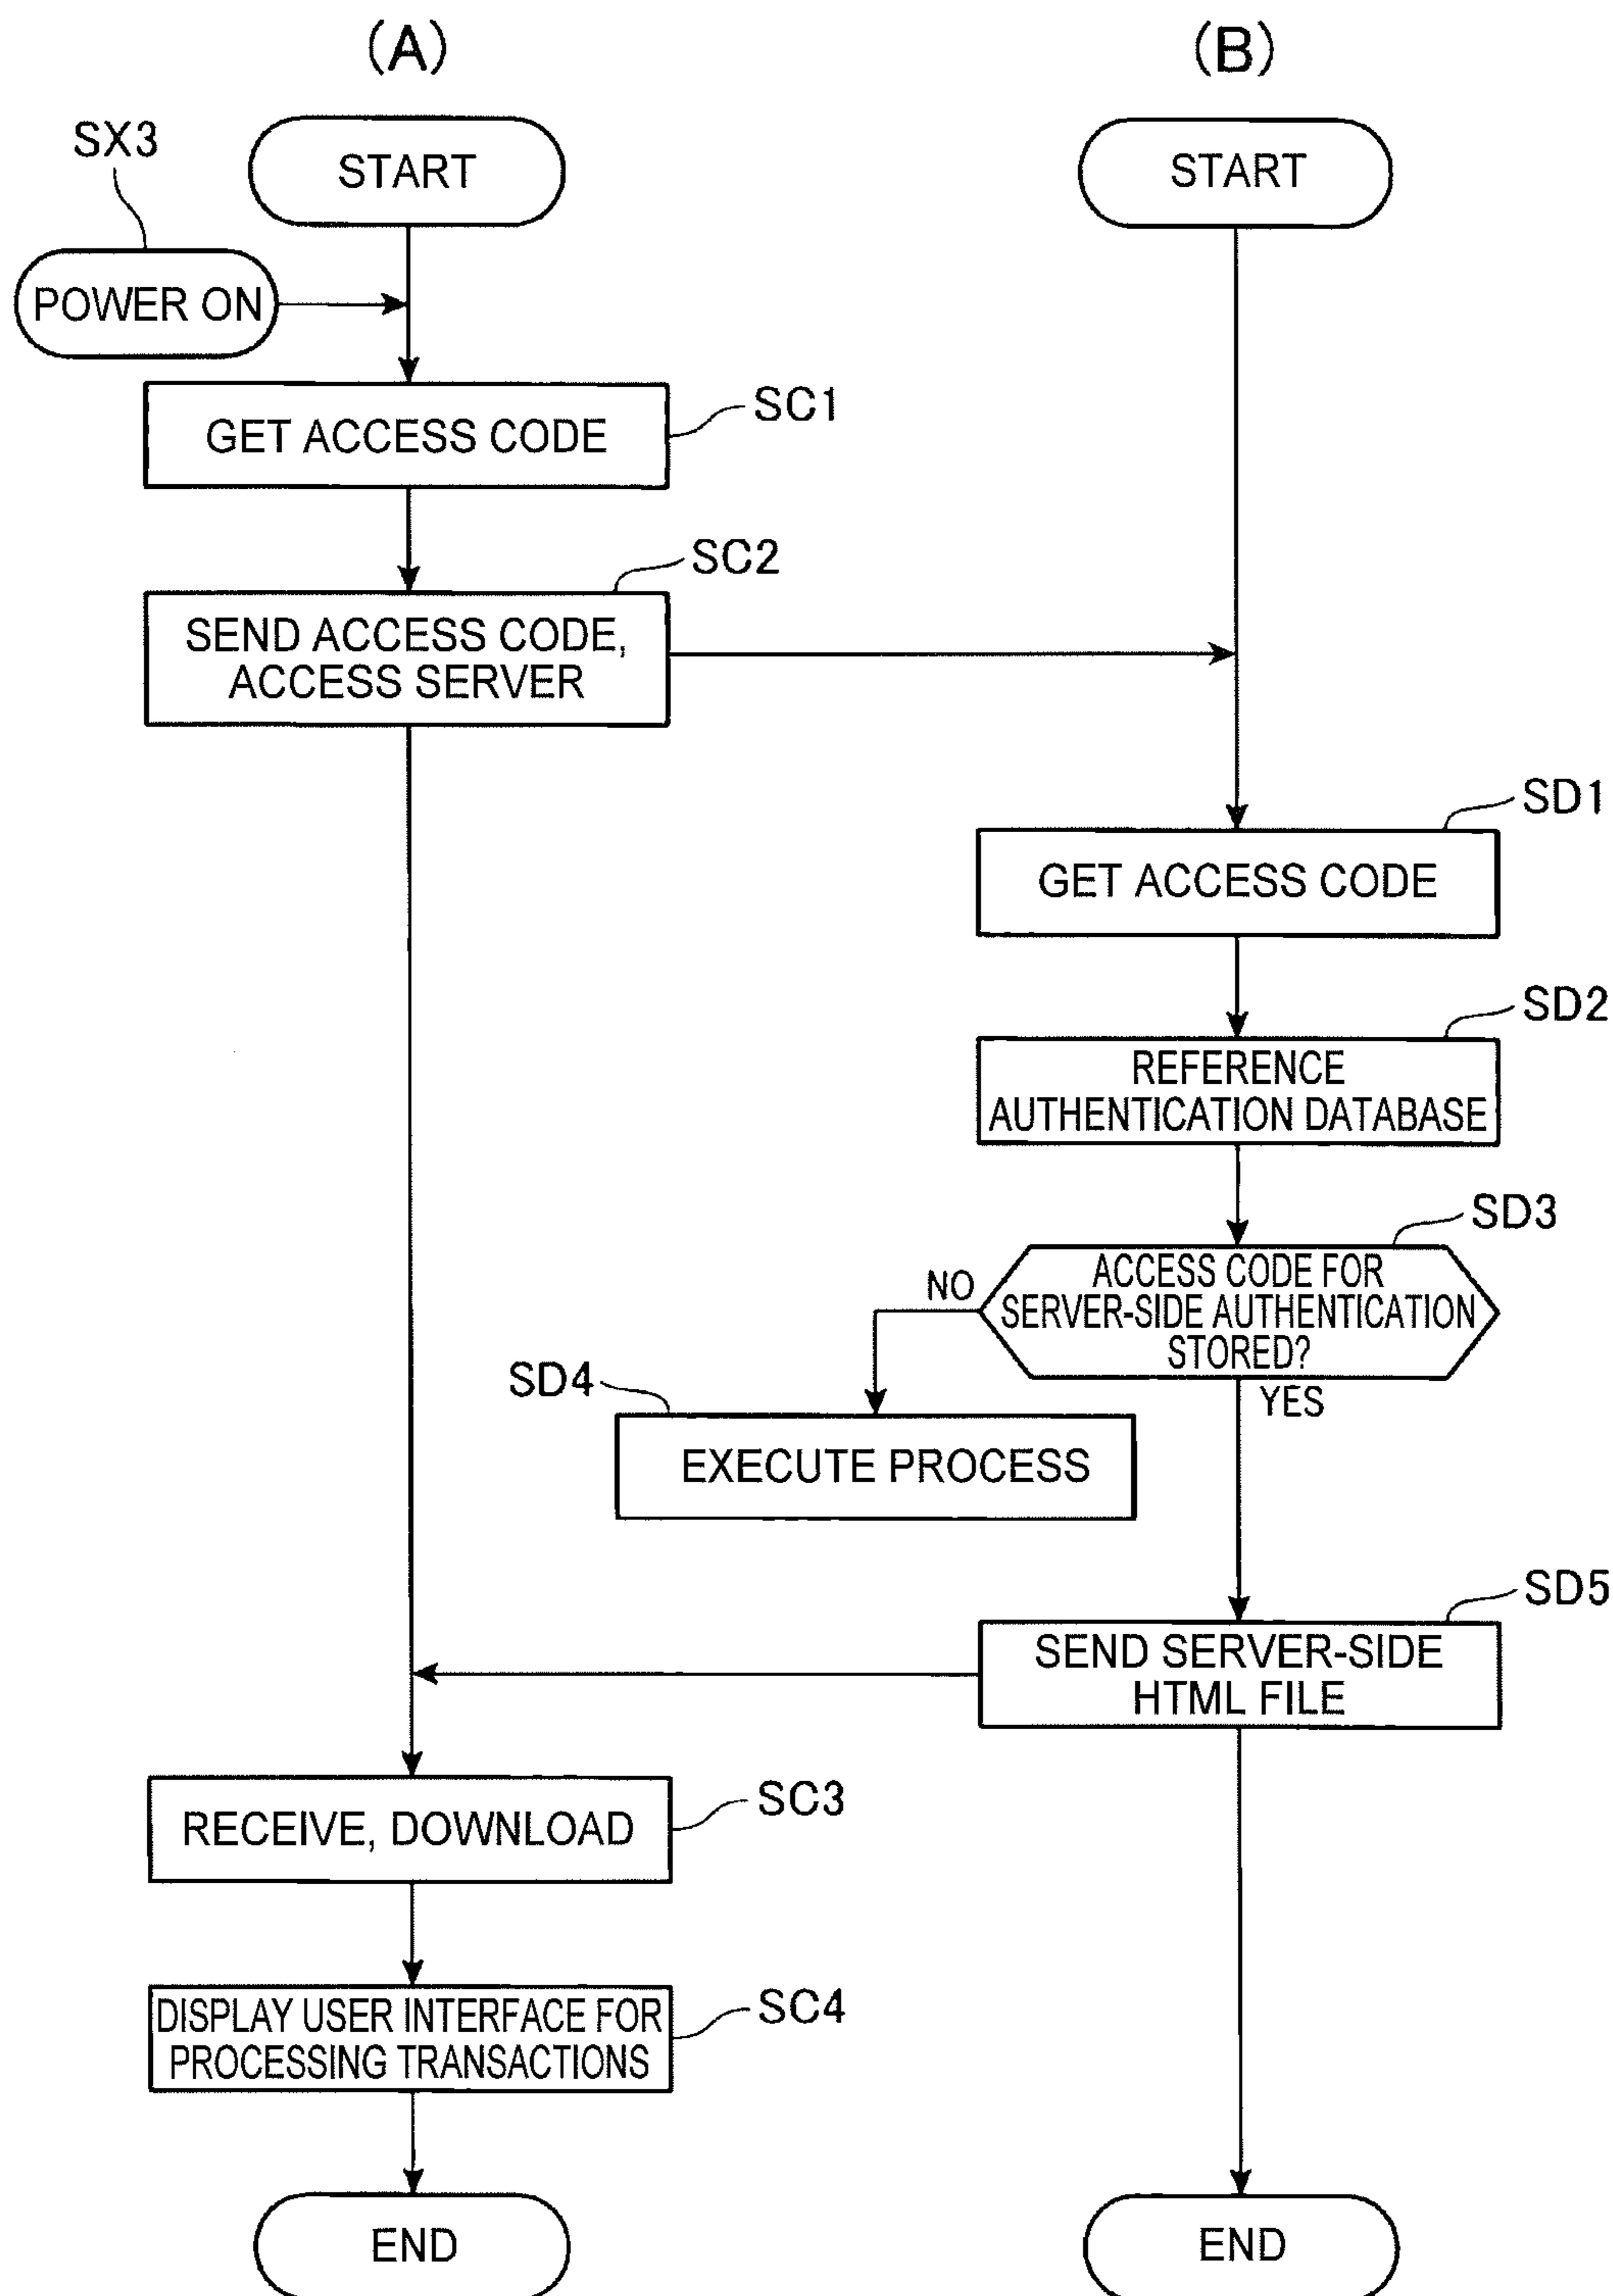 (A)
(B)
SX3
START
START
POWER ON
SC1
GET ACCESS CODE
SC2
SEND ACCESS CODE,
ACCESS SERVER
SD1
GET ACCESS CODE
SD2
REFERENCE
AUTHENTICATION DATABASE
SD3
ACCESS CODE FOR
SERVER-SIDE AUTHENTICATION
STORED?
NO
YES
SD4
EXECUTE PROCESS
SD5
SEND SERVER-SIDE
HTML FILE
SC3
RECEIVE, DOWNLOAD
SC4
DISPLAY USER INTERFACE FOR
PROCESSING TRANSACTIONS
END
END